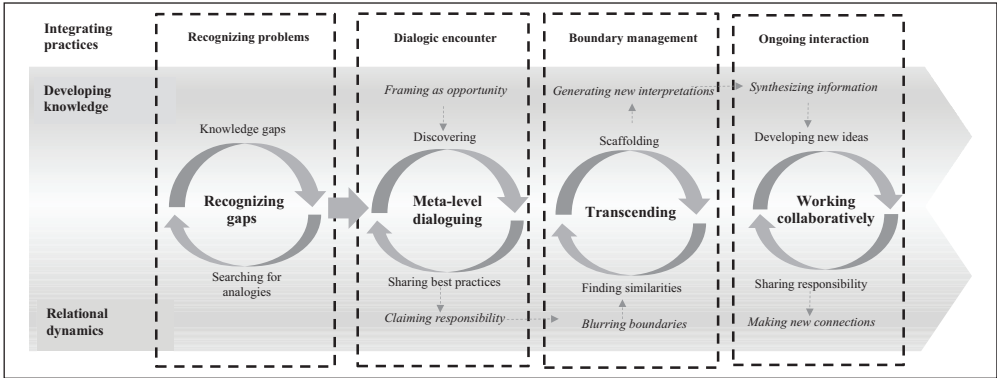 Integrating
practices
Recognizing problems
Dialogic encounter
Boundary management
Ongoing interaction
Developing
knowledge
Framing as opportunity
Generating new interpretations
Synthesizing information
Knowledge gaps
Discovering
Scaffolding
Developing new ideas
Recognizing
gaps
Meta-level
dialoguing
Transcending
Working
collaboratively
Searching for
analogies
Sharing best practices
Finding similarities
Sharing responsibility
Relational
dynamics
Claiming responsibility
Blurring boundaries
Making new connections